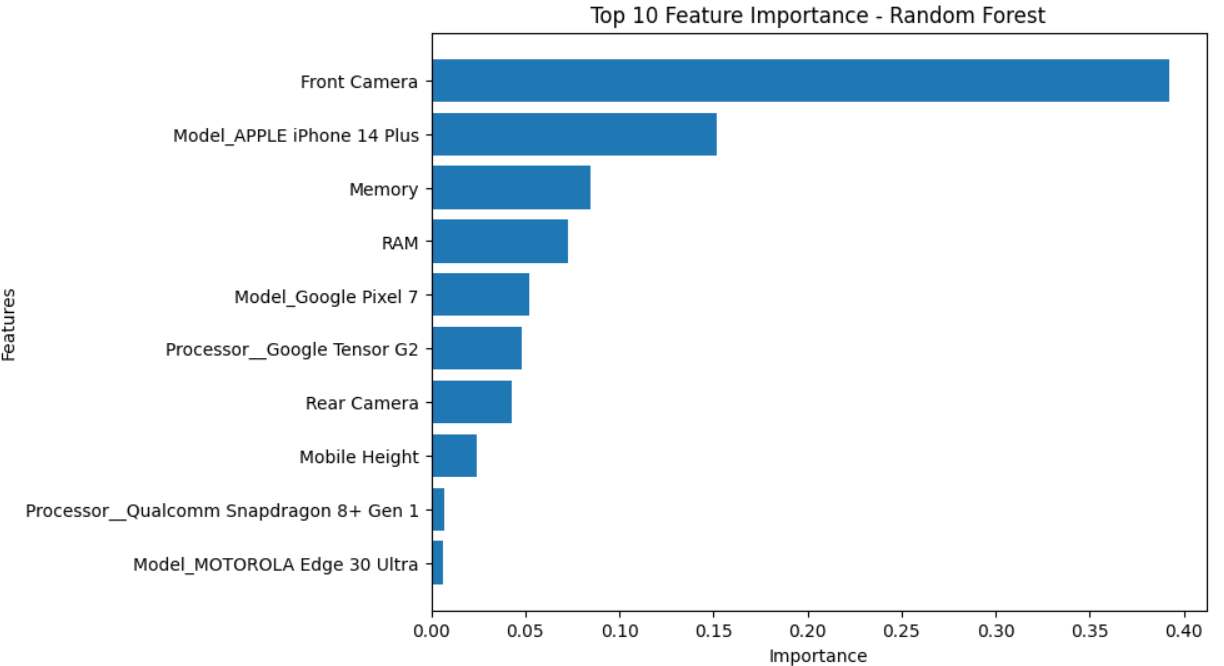 Top 10 Feature Importance - Random Forest
Features
Front Camera
Model_APPLE iPhone 14 Plus
Memory
RAM
Model_Google Pixel 7
Processor__Google Tensor G2
Rear Camera
Mobile Height
Processor__Qualcomm Snapdragon 8+ Gen 1
Model_MOTOROLA Edge 30 Ultra
0.00 0.05 0.10 0.15 0.20 0.25 0.30 0.35 0.40
Importance